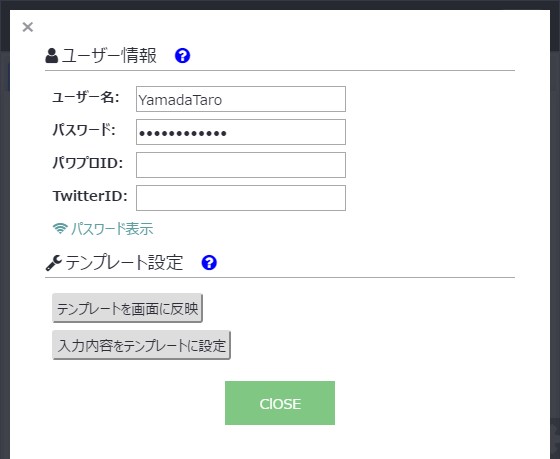 ×
ユーザー情報 ?
ユーザー名: YamadaTaro
パスワード: ••••••••••••
パワプロID:
TwitterID:
パスワード表示
テンプレート設定 ?
テンプレートを画面に反映
入力内容をテンプレートに設定
ClOSE